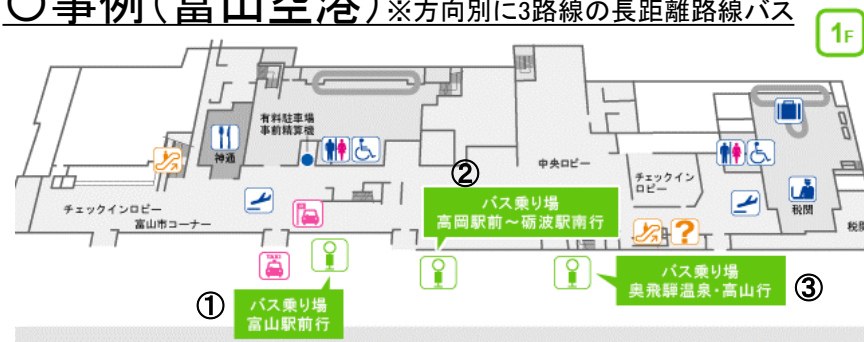 〇事例(富山空港)※方向別に3路線の長距離路線バス
1F
有料駐車場
事前精算機
神通
②
中央ロビー
チェックイン
ロビー
バス乗り場
高岡駅前～砺波駅南行
チェックインロビー
富山市コーナー
税関
税関
?
TAXI
①
バス乗り場
富山駅前行
バス乗り場
奥飛騨温泉・高山行
③